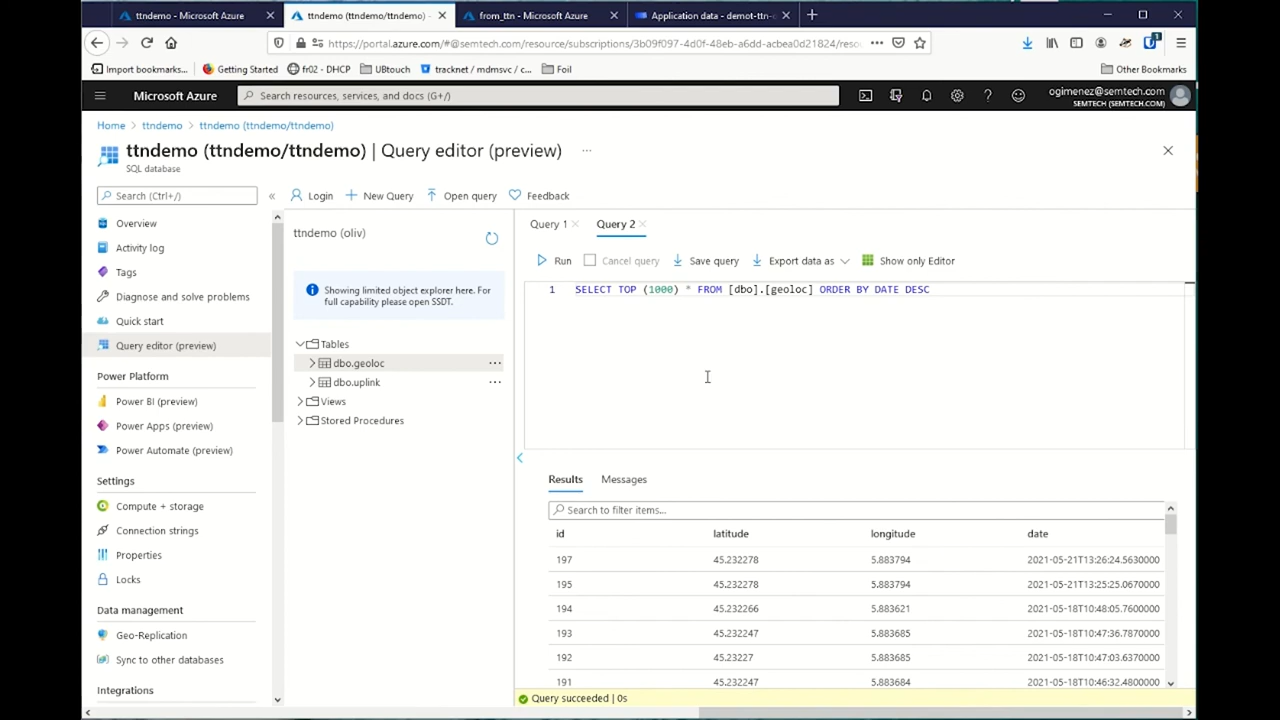 ttndemo - Microsoft Azure
ttndemo (ttndemo/ttndemo) -
from_ttn - Microsoft Azure
Application data - demot-ttn-
https://portal.azure.com/#@semtech.com/resource/subscriptions/3b09f097-4d0f-48eb-a6dd-acbea0d21824/reso
Import bookmarks...
Getting Started
fr02 - DHCP
UBtouch
tracknet / mdmsvc / c...
Foil
Other Bookmarks
Microsoft Azure
Search resources, services, and docs (G+/)
ogimenez@semtech.com
SEMTECH (SEMTECH.COM)
Home > ttndemo > ttndemo (ttndemo/ttndemo)
ttndemo (ttndemo/ttndemo) | Query editor (preview) ...
SQL database
Search (Ctrl+/)
«
Overview
Activity log
Tags
Diagnose and solve problems
Quick start
Query editor (preview)
Power Platform
Power BI (preview)
Power Apps (preview)
Power Automate (preview)
Settings
Compute + storage
Connection strings
Properties
Locks
Data management
Geo-Replication
Sync to other databases
Integrations
Login
New Query
Open query
Feedback
ttndemo (oliv)
Showing limited object explorer here. For
full capability please open SSDT.
Tables
dbo.geoloc ...
dbo.uplink ...
Views
Stored Procedures
Query 1
Query 2
Run
Cancel query
Save query
Export data as
Show only Editor
1 SELECT TOP (1000) * FROM [dbo].[geoloc] ORDER BY DATE DESC
Results
Messages
Search to filter items...
id latitude longitude date
197 45.232278 5.883794 2021-05-21T13:26:24.5630000
195 45.232278 5.883794 2021-05-21T13:25:25.0670000
194 45.232266 5.883621 2021-05-18T10:48:05.7600000
193 45.232247 5.883685 2021-05-18T10:47:36.7870000
192 45.23227 5.883685 2021-05-18T10:47:03.6370000
191 45.232247 5.883684 2021-05-18T10:46:32.4800000
Query succeeded | 0s